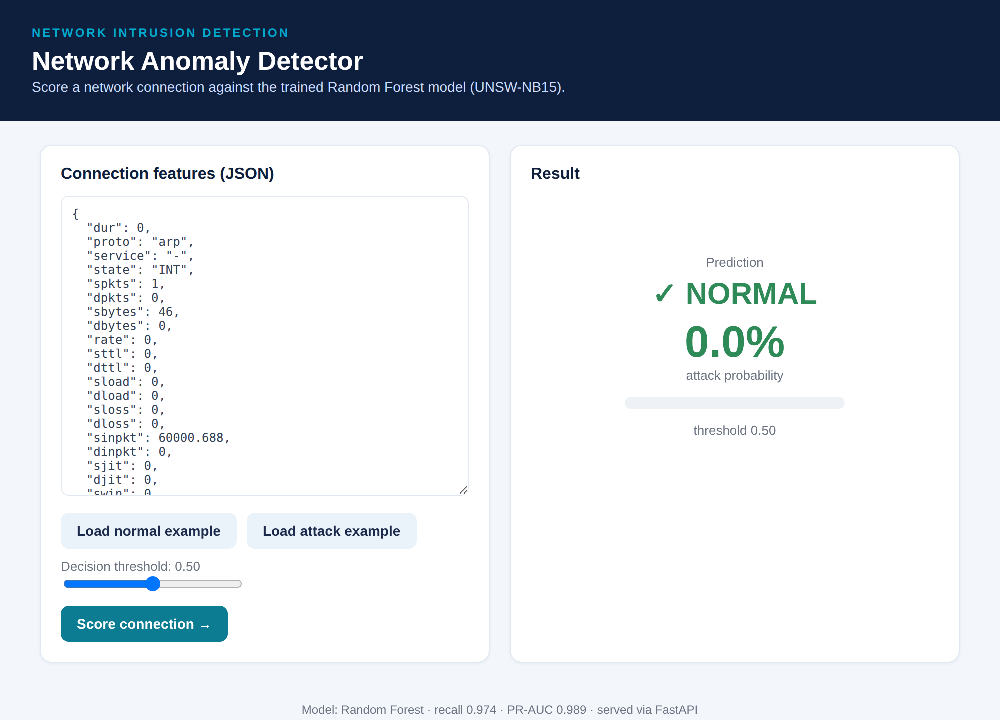 NETWORK INTRUSION DETECTION
Network Anomaly Detector
Score a network connection against the trained Random Forest model (UNSW-NB15).
Connection features (JSON)
{
  "dur": 0,
  "proto": "arp",
  "service": "-",
  "state": "INT",
  "spkts": 1,
  "dpkts": 0,
  "sbytes": 46,
  "dbytes": 0,
  "rate": 0,
  "sttl": 0,
  "dttl": 0,
  "sload": 0,
  "dload": 0,
  "sloss": 0,
  "dloss": 0,
  "sinpkt": 60000.688,
  "dinpkt": 0,
  "sjit": 0,
  "djit": 0,
  "swin": 0
Load normal example
Load attack example
Decision threshold: 0.50
Score connection →
Result
Prediction
✓ NORMAL
0.0%
attack probability
threshold 0.50
Model: Random Forest · recall 0.974 · PR-AUC 0.989 · served via FastAPI